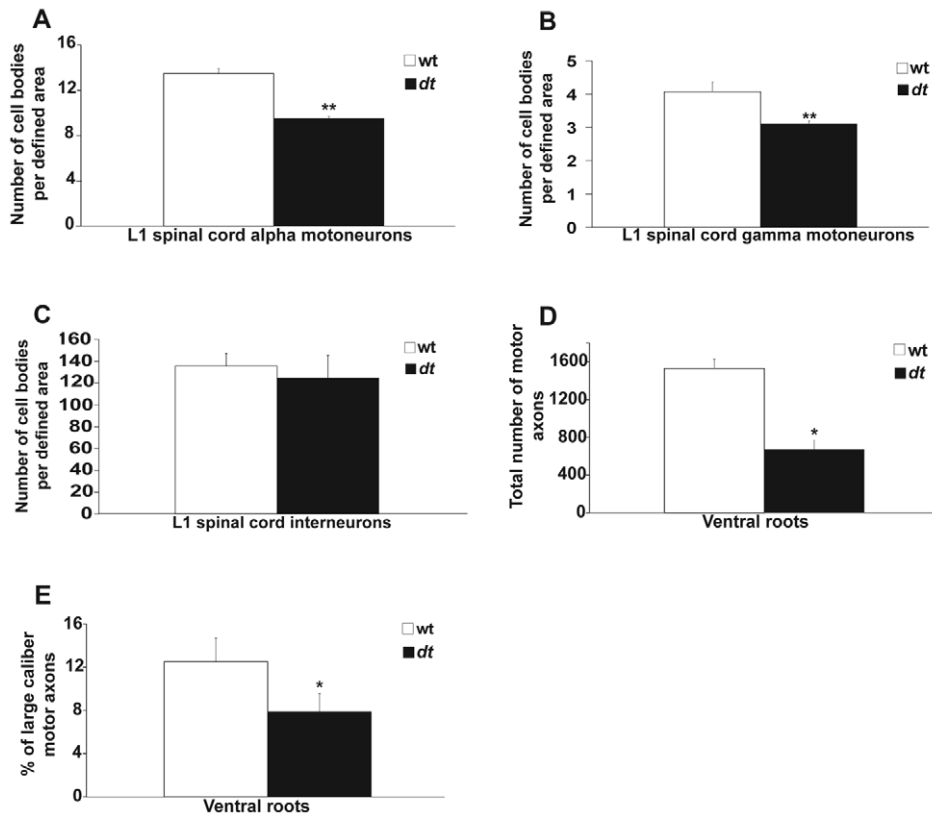 A
Number of cell bodies
per defined area
16
12
8
4
0
wt
dt
**
L1 spinal cord alpha motoneurons
B
Number of cell bodies
per defined area
5
4
3
2
1
0
wt
dt
**
L1 spinal cord gamma motoneurons
C
Number of cell bodies
per defined area
160
140
120
100
80
60
40
20
0
wt
dt
L1 spinal cord interneurons
D
Total number of motor
axons
1600
1200
800
400
0
wt
dt
*
Ventral roots
E
% of large caliber
motor axons
16
12
8
4
0
wt
dt
*
Ventral roots